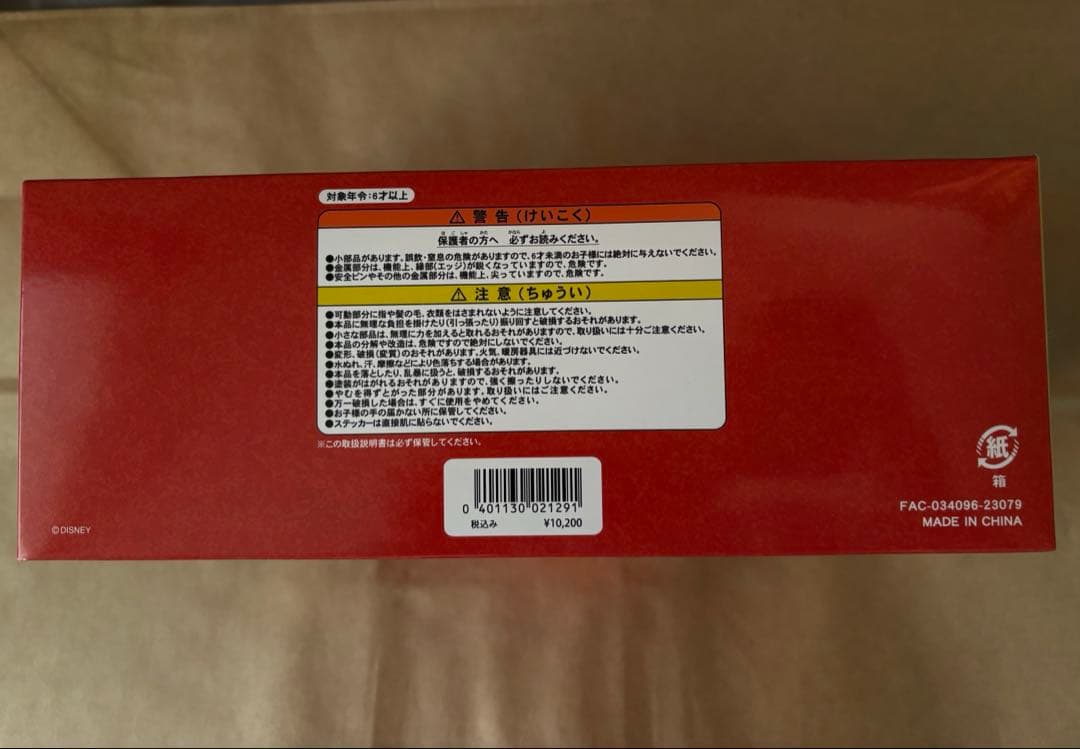 対象年令:6才以上
⚠ 警告(けいこく)
保護者の方へ 必ずお読みください。
●小部品があります。誤飲・窒息の危険がありますので、6才未満のお子様には絶対に与えないでください。
●金属部分は、機能上、縁部(エッジ)が鋭くなっていますので、危険です。
●安全ピンやその他の金属部分は、機能上、尖っていますので、危険です。
⚠ 注意(ちゅうい)
●可動部分に指や髪の毛、衣類をはさまれないように注意してください。
●本品に無理な負担を掛けたり(引っ張ったり)振り回すと破損するおそれがあります。
●小さな部品は、無理に力を加えると取れるおそれがありますので、取り扱いには十分ご注意ください。
●本品の分解や改造は、危険ですので絶対にしないでください。
●変形、破損(変質)のおそれがあります。火気、暖房器具には近づけないでください。
●水ぬれ、汗、摩擦などにより色落ちする場合があります。
●本品を落としたり、乱暴に扱うと、破損するおそれがあります。
●塗装がはがれるおそれがありますので、強く擦ったりしないでください。
●やむを得ずとがった部分があります。取り扱いにはご注意ください。
●万一破損した場合は、すぐに使用をやめてください。
●お子様の手の届かない所に保管してください。
●ステッカーは直接肌に貼らないでください。
※この取扱説明書は必ず保管してください。
0 401130 021291
税込み ¥10,200
紙
箱
FAC-034096-23079
MADE IN CHINA
©DISNEY